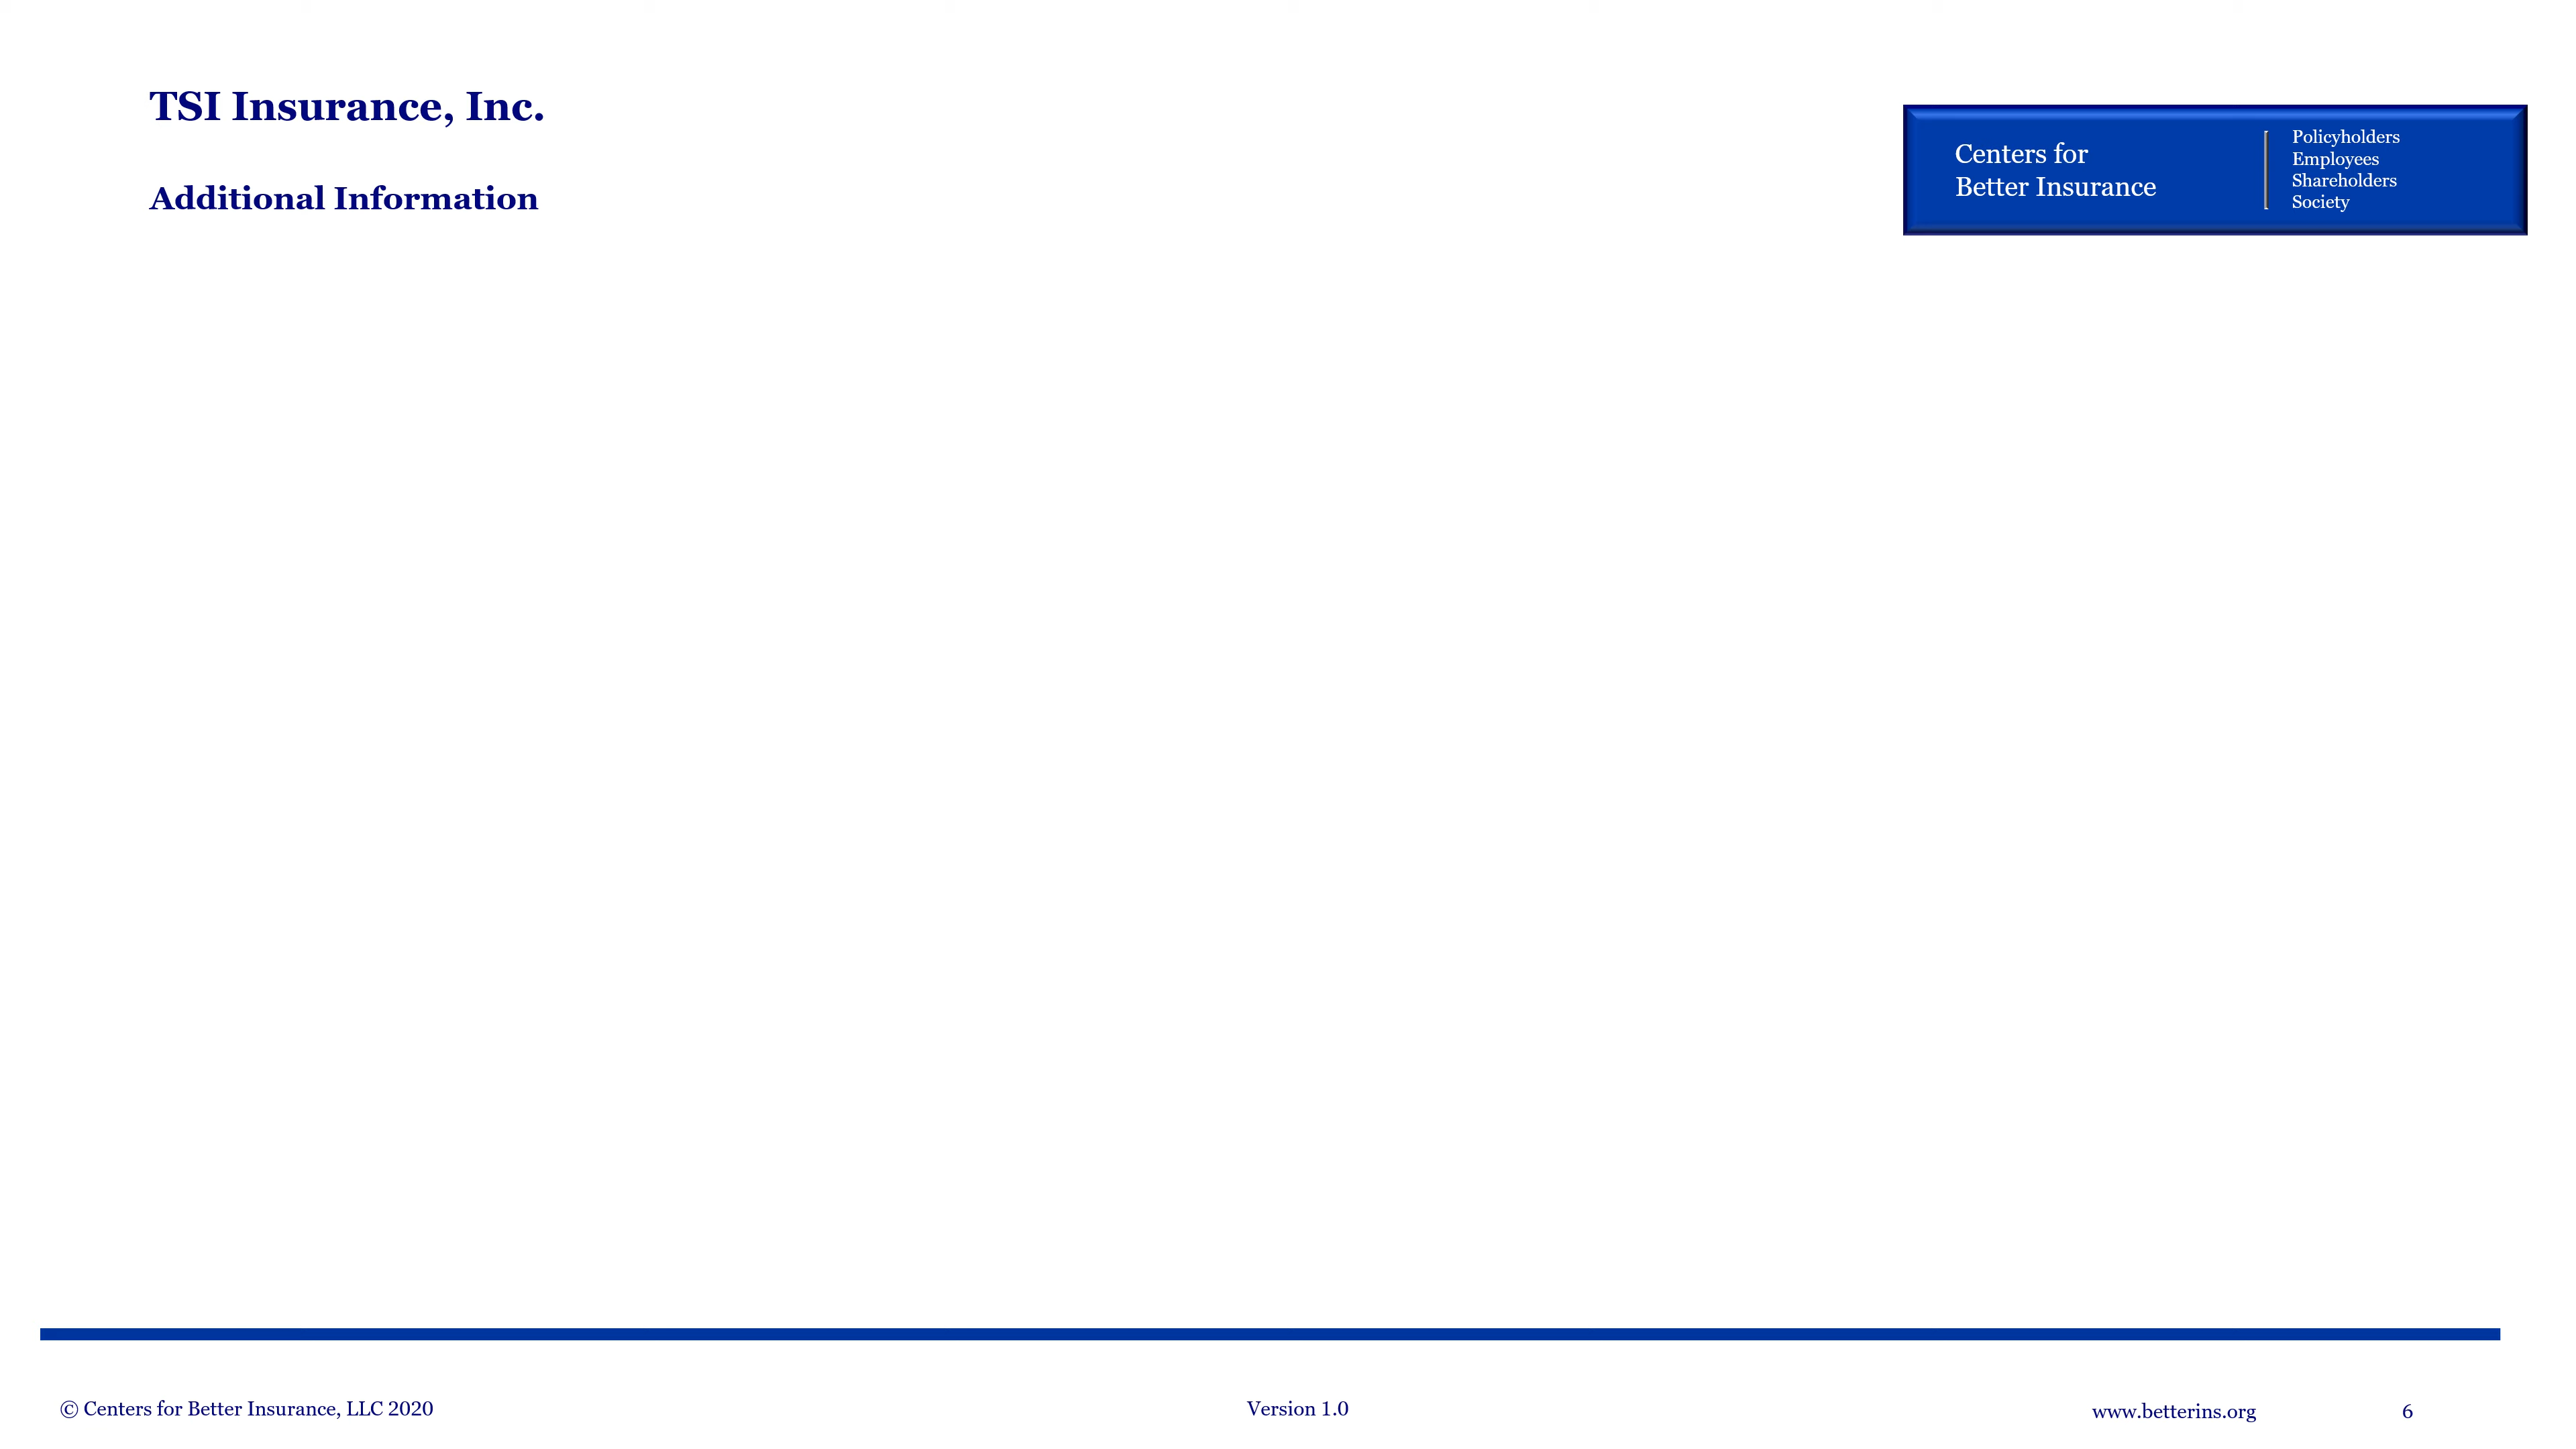 TSI Insurance, Inc.
Additional Information
Centers for
Better Insurance
Policyholders
Employees
Shareholders
Society
© Centers for Better Insurance, LLC 2020
Version 1.0
www.betterins.org
6